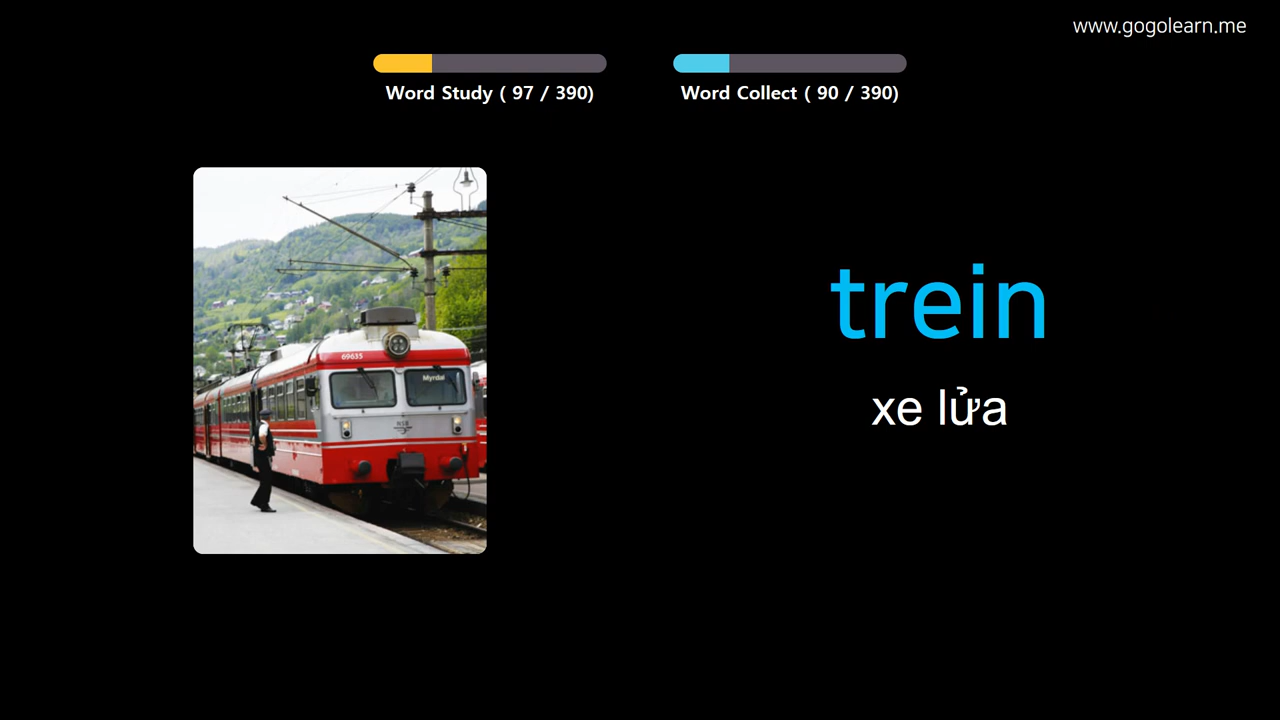 www.gogolearn.me
Word Study ( 97 / 390)
Word Collect ( 90 / 390)
69635
Myrdal
NSB
trein
xe lửa